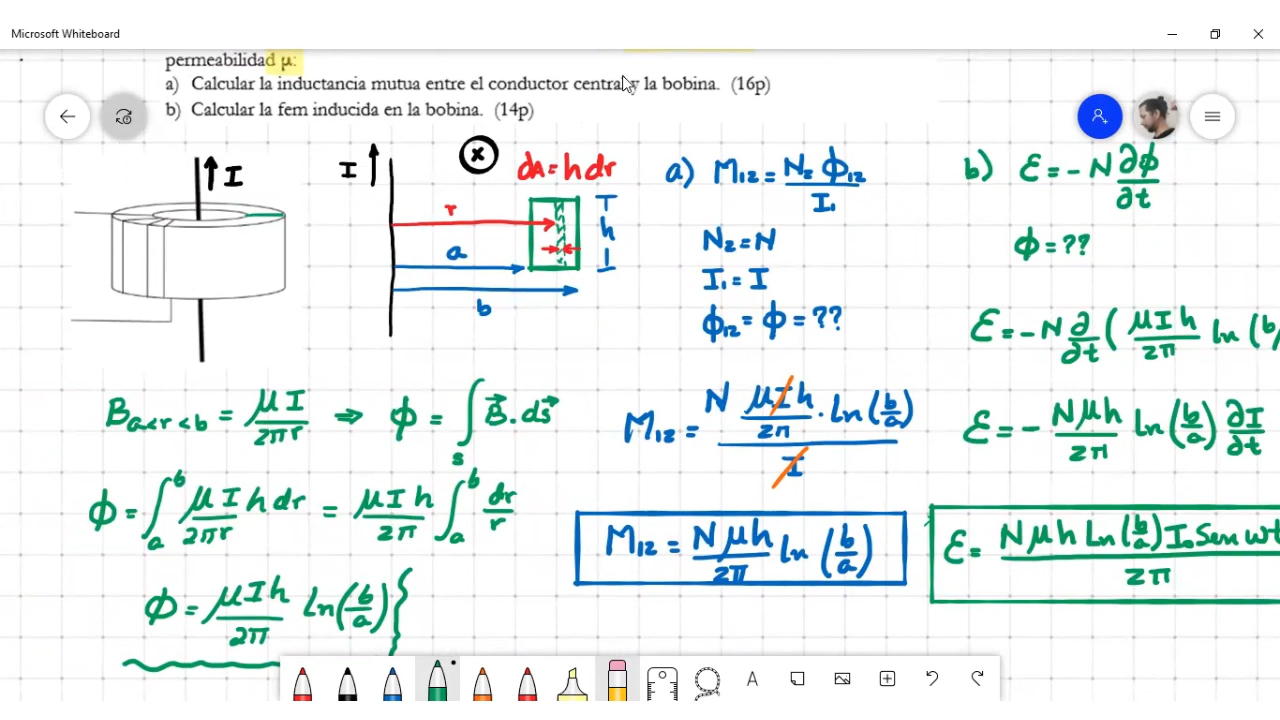 Microsoft Whiteboard
permeabilidad μ:
a) Calcular la inductancia mutua entre el conductor central y la bobina. (16p)
b) Calcular la fem inducida en la bobina. (14p)
I
I
x
dA = h dr
r
a
b
h
B a<r<b = μI / 2πr ⇒ ϕ = ∫s B⃗ . ds⃗
ϕ = ∫a^b μI/2πr h dr = μIh/2π ∫a^b dr/r
ϕ = μIh/2π ln(b/a)
a) M12 = N2 ϕ12 / I1
N2 = N
I1 = I
ϕ12 = ϕ = ??
M12 = N μIh/2π . ln(b/a) / I
M12 = Nμh/2π ln(b/a)
b) ε = -N ∂ϕ/∂t
ϕ = ??
ε = -N ∂/∂t ( μIh/2π ln(b/
ε = - Nμh/2π ln(b/a) ∂I/∂t
ε = Nμh Ln(b/a) I₀ Sen wt / 2π
A